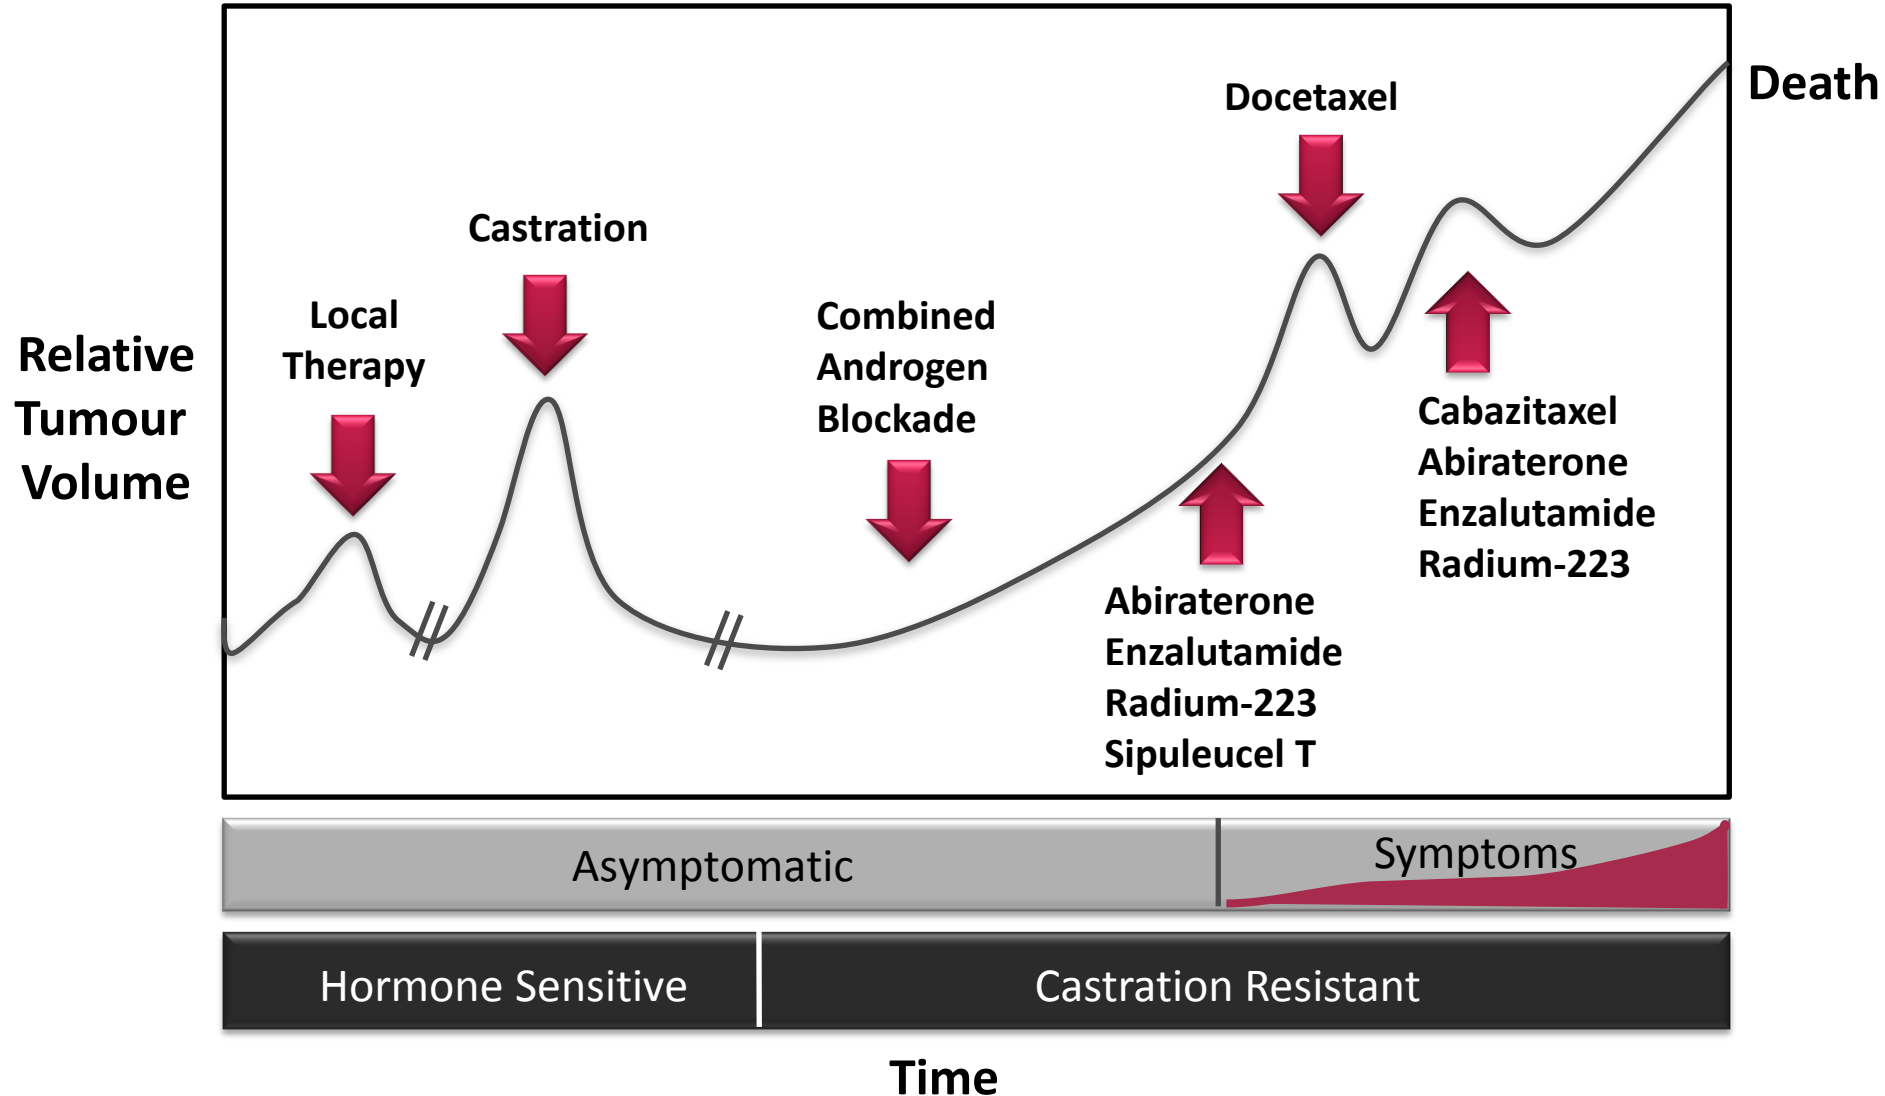 Death
Docetaxel
Castration
Local
Therapy
Combined
Androgen
Blockade
Relative
Tumour
Volume
Cabazitaxel
Abiraterone
Enzalutamide
Radium-223
Abiraterone
Enzalutamide
Radium-223
Sipuleucel T
Asymptomatic
Symptoms
Hormone Sensitive
Castration Resistant
Time